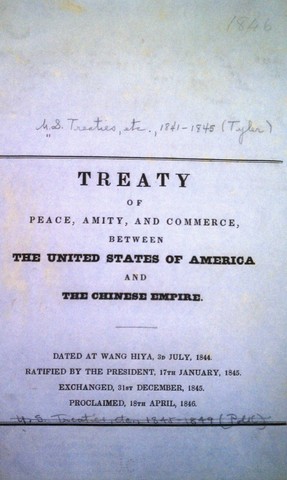 1846
U.S. Treaties, etc., 1841-1845 (Tyler)
TREATY
OF
PEACE, AMITY, AND COMMERCE,
BETWEEN
THE UNITED STATES OF AMERICA
AND
THE CHINESE EMPIRE.
DATED AT WANG HIYA, 3D JULY, 1844.
RATIFIED BY THE PRESIDENT, 17TH JANUARY, 1845.
EXCHANGED, 31ST DECEMBER, 1845.
PROCLAIMED, 18TH APRIL, 1846.
U.S. Treaties, etc. 1845-1849 (Polk)